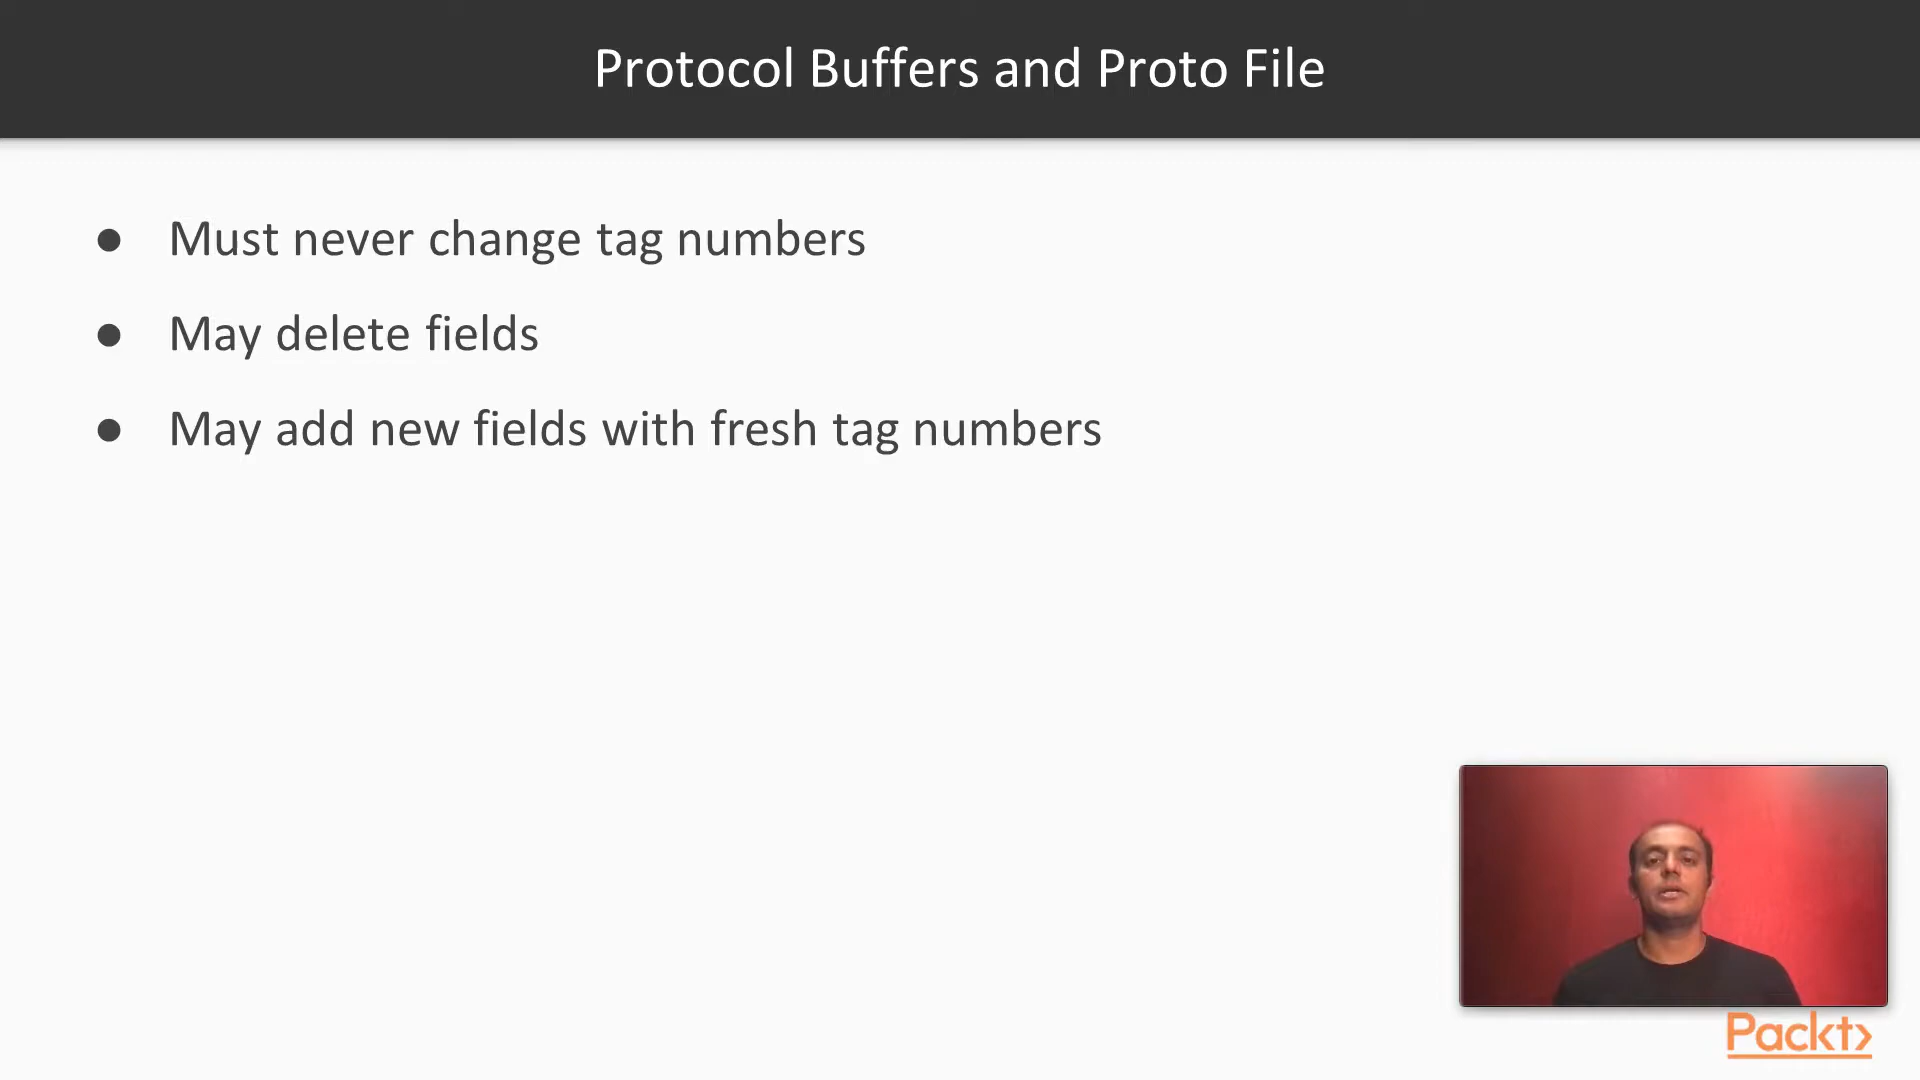 Protocol Buffers and Proto File
● Must never change tag numbers
● May delete fields
● May add new fields with fresh tag numbers
Packt>